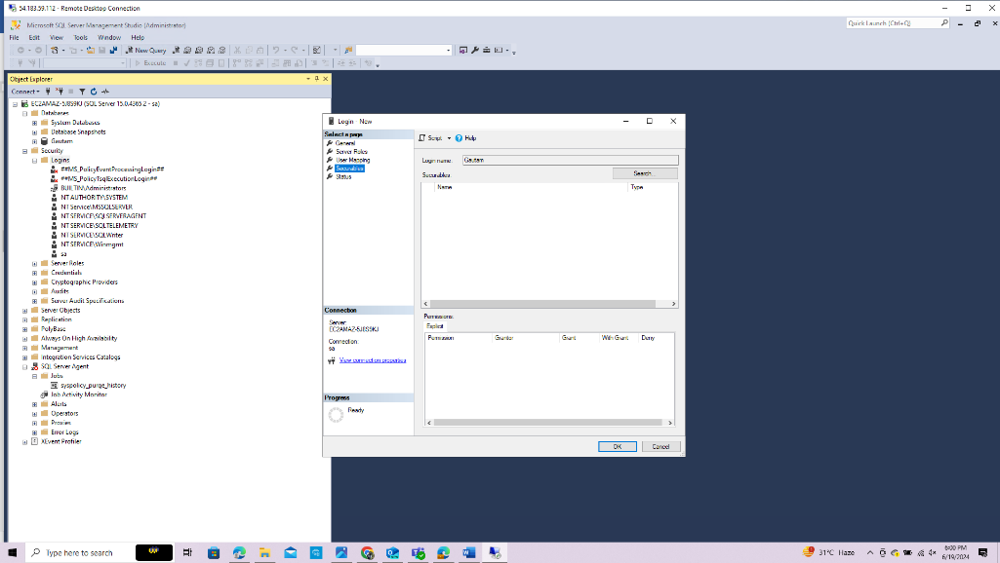 54.183.59.112 - Remote Desktop Connection
Microsoft SQL Server Management Studio (Administrator)
Quick Launch (Ctrl+Q)
File Edit View Tools Window Help
New Query
Execute
Object Explorer
Connect
EC2AMAZ-5J8S9KJ (SQL Server 15.0.4365.2 - sa)
Databases
System Databases
Database Snapshots
Gautam
Security
Logins
##MS_PolicyEventProcessingLogin##
##MS_PolicyTsqlExecutionLogin##
BUILTIN\Administrators
NT AUTHORITY\SYSTEM
NT Service\MSSQLSERVER
NT SERVICE\SQLSERVERAGENT
NT SERVICE\SQLTELEMETRY
NT SERVICE\SQLWriter
NT SERVICE\Winmgmt
sa
Server Roles
Credentials
Cryptographic Providers
Audits
Server Audit Specifications
Server Objects
Replication
PolyBase
Always On High Availability
Management
Integration Services Catalogs
SQL Server Agent
Jobs
syspolicy_purge_history
Job Activity Monitor
Alerts
Operators
Proxies
Error Logs
XEvent Profiler
Login - New
Select a page
General
Server Roles
User Mapping
Securables
Status
Connection
Server:
EC2AMAZ-5J8S9KJ
Connection:
sa
View connection properties
Progress
Ready
Script Help
Login name: Gautam
Securables: Search...
Name Type
Permissions:
Explicit
Permission Grantor Grant With Grant Deny
OK Cancel
Type here to search
31°C Haze
6:00 PM
6/19/2024